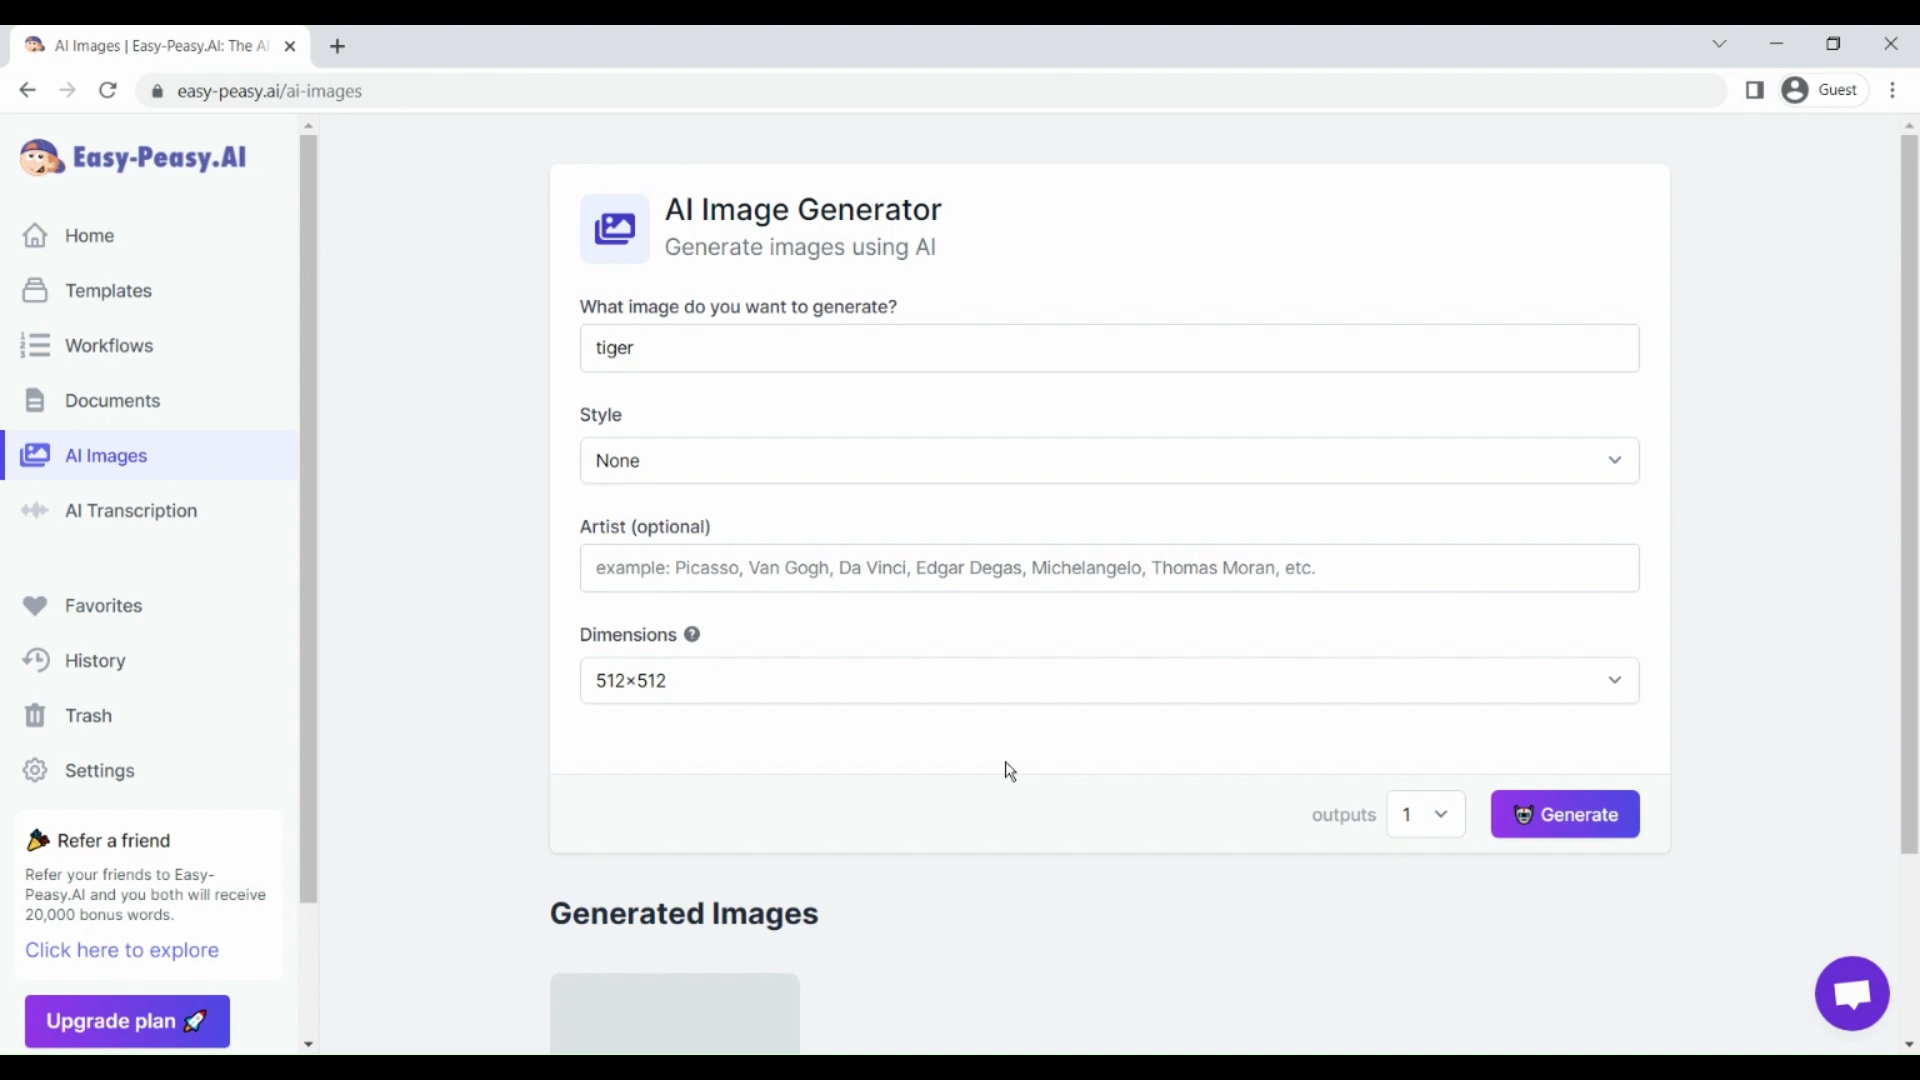 AI Images | Easy-Peasy.AI: The AI
easy-peasy.ai/ai-images
Guest
Easy-Peasy.AI
Home
Templates
Workflows
Documents
AI Images
AI Transcription
Favorites
History
Trash
Settings
Refer a friend
Refer your friends to Easy-
Peasy.AI and you both will receive
20,000 bonus words.
Click here to explore
Upgrade plan
AI Image Generator
Generate images using AI
What image do you want to generate?
tiger
Style
None
Artist (optional)
example: Picasso, Van Gogh, Da Vinci, Edgar Degas, Michelangelo, Thomas Moran, etc.
Dimensions
512×512
outputs 1 Generate
Generated Images